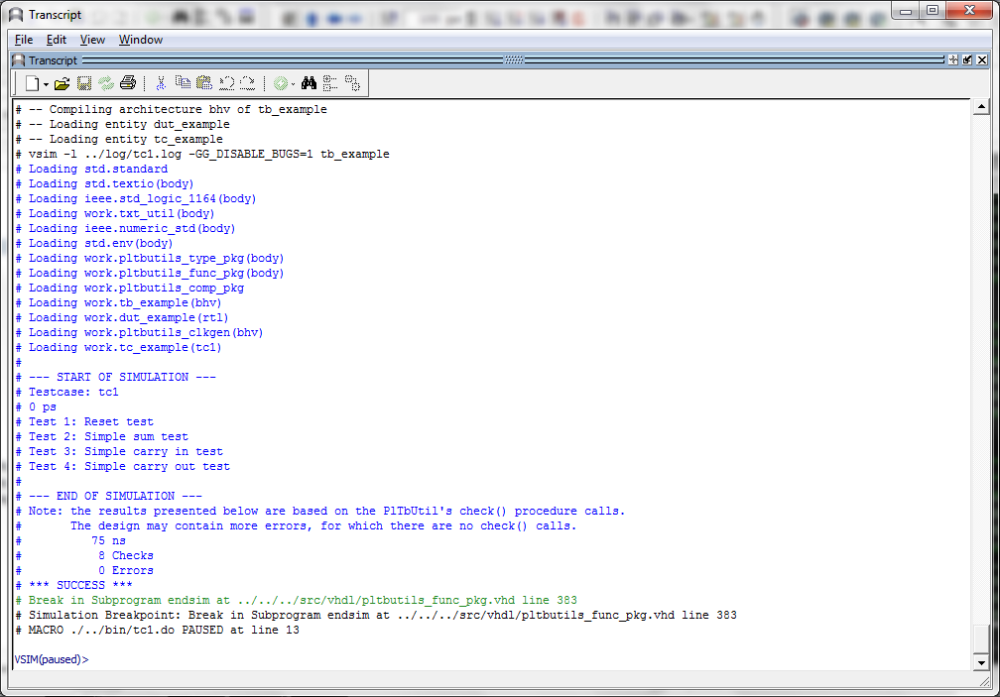 Transcript
File Edit View Window
Transcript
# -- Compiling architecture bhv of tb_example
# -- Loading entity dut_example
# -- Loading entity tc_example
# vsim -l ../log/tc1.log -GG_DISABLE_BUGS=1 tb_example
# Loading std.standard
# Loading std.textio(body)
# Loading ieee.std_logic_1164(body)
# Loading work.txt_util(body)
# Loading ieee.numeric_std(body)
# Loading std.env(body)
# Loading work.pltbutils_type_pkg(body)
# Loading work.pltbutils_func_pkg(body)
# Loading work.pltbutils_comp_pkg
# Loading work.tb_example(bhv)
# Loading work.dut_example(rtl)
# Loading work.pltbutils_clkgen(bhv)
# Loading work.tc_example(tc1)
#
# --- START OF SIMULATION ---
# Testcase: tc1
# 0 ps
# Test 1: Reset test
# Test 2: Simple sum test
# Test 3: Simple carry in test
# Test 4: Simple carry out test
#
# --- END OF SIMULATION ---
# Note: the results presented below are based on the PlTbUtil's check() procedure calls.
#       The design may contain more errors, for which there are no check() calls.
#          75 ns
#           8 Checks
#           0 Errors
# *** SUCCESS ***
# Break in Subprogram endsim at ../../../src/vhdl/pltbutils_func_pkg.vhd line 383
# Simulation Breakpoint: Break in Subprogram endsim at ../../../src/vhdl/pltbutils_func_pkg.vhd line 383
# MACRO ./../bin/tc1.do PAUSED at line 13
VSIM(paused)>